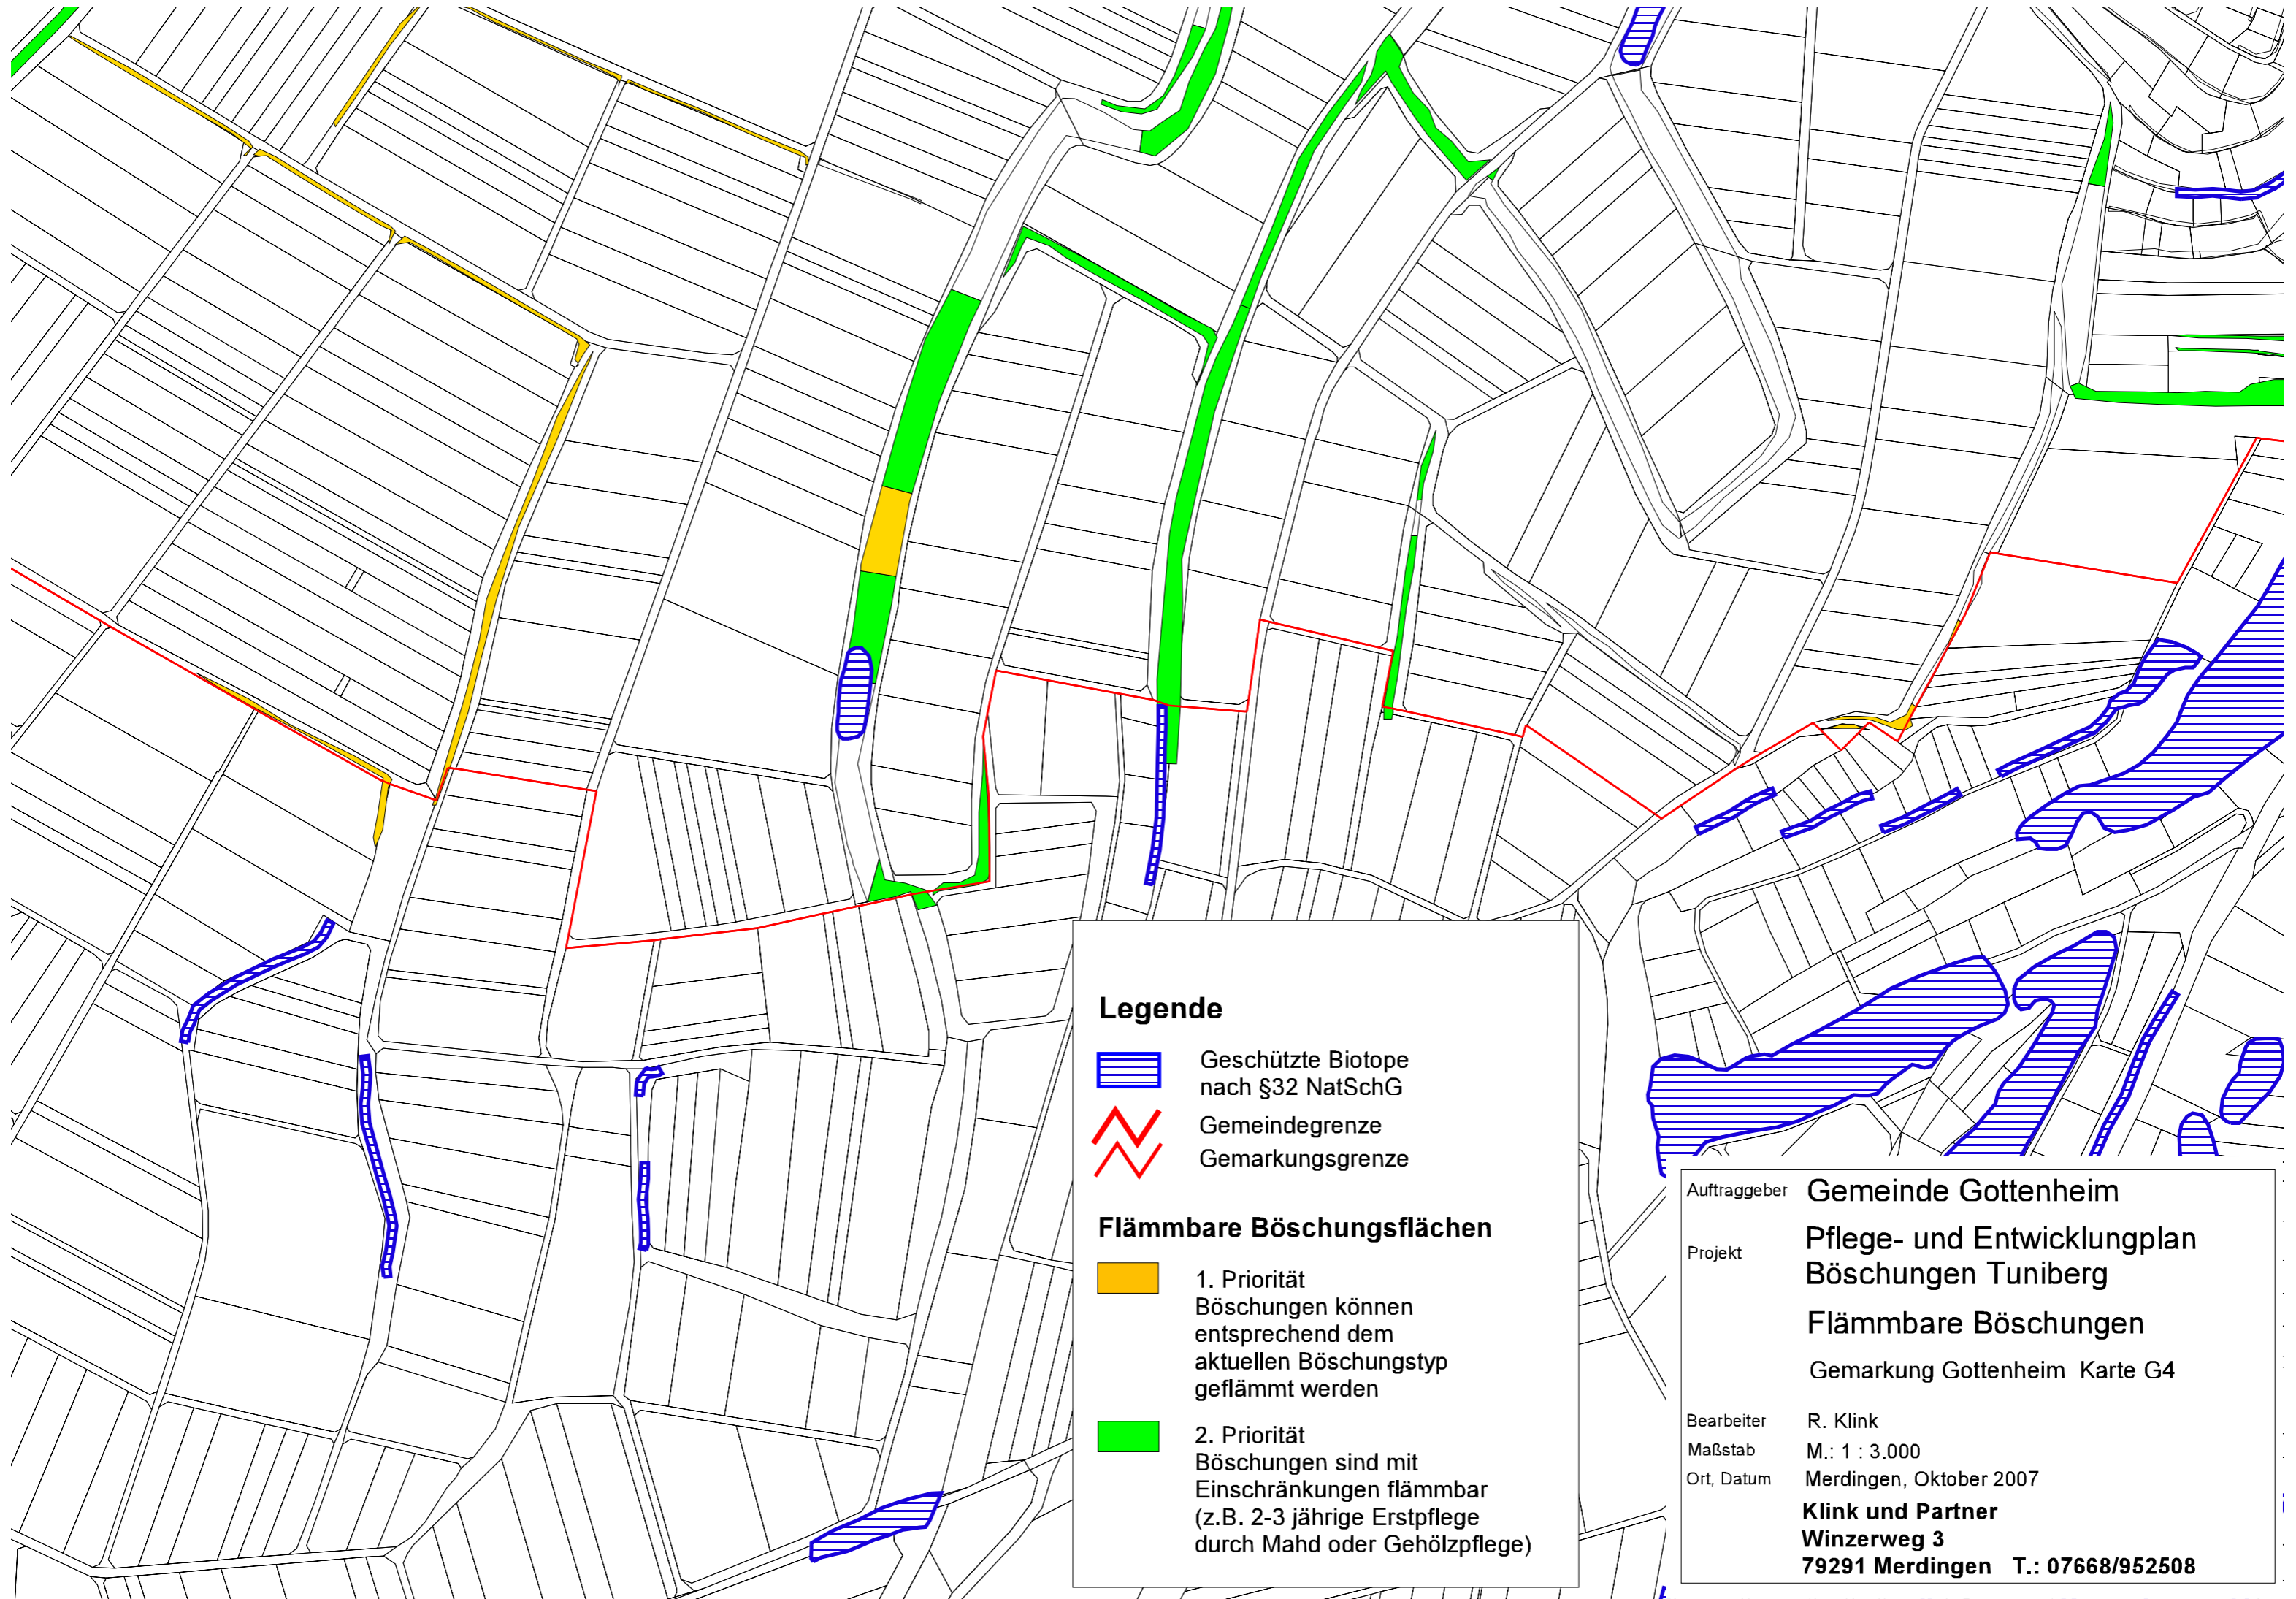 Legende
Geschützte Biotope
nach §32 NatSchG
Gemeindegrenze
Gemarkungsgrenze
Flämmbare Böschungsflächen
1. Priorität
Böschungen können
entsprechend dem
aktuellen Böschungstyp
geflämmt werden
2. Priorität
Böschungen sind mit
Einschränkungen flämmbar
(z.B. 2-3 jährige Erstpflege
durch Mahd oder Gehölzpflege)
Auftraggeber Gemeinde Gottenheim
Projekt Pflege- und Entwicklungplan
Böschungen Tuniberg
Flämmbare Böschungen
Gemarkung Gottenheim Karte G4
Bearbeiter R. Klink
Maßstab M.: 1 : 3.000
Ort, Datum Merdingen, Oktober 2007
Klink und Partner
Winzerweg 3
79291 Merdingen T.: 07668/952508